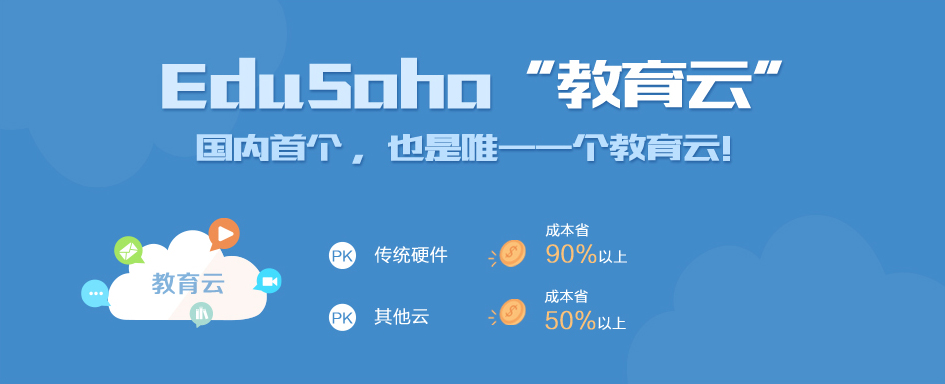 EduSoho “教育云”
国内首个，也是唯一一个教育云!
教育云
PK 传统硬件 成本省 90%以上
PK 其他云 成本省 50%以上